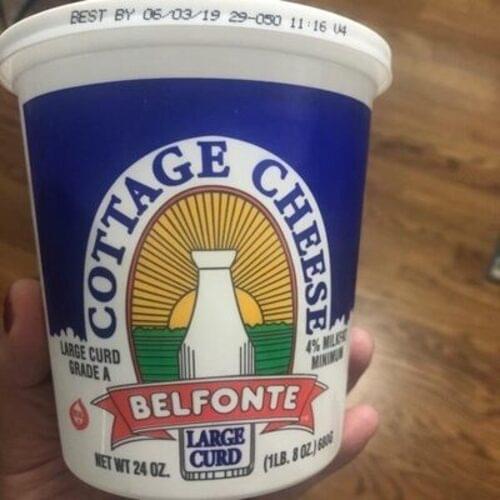 BEST BY 06/03/19 29-050 11:16 V4
COTTAGE CHEESE
LARGE CURD
GRADE A
4% MILKFAT
MINIMUM
BELFONTE
LARGE
CURD
NET WT 24 OZ.
(1LB. 8 OZ.) 680G